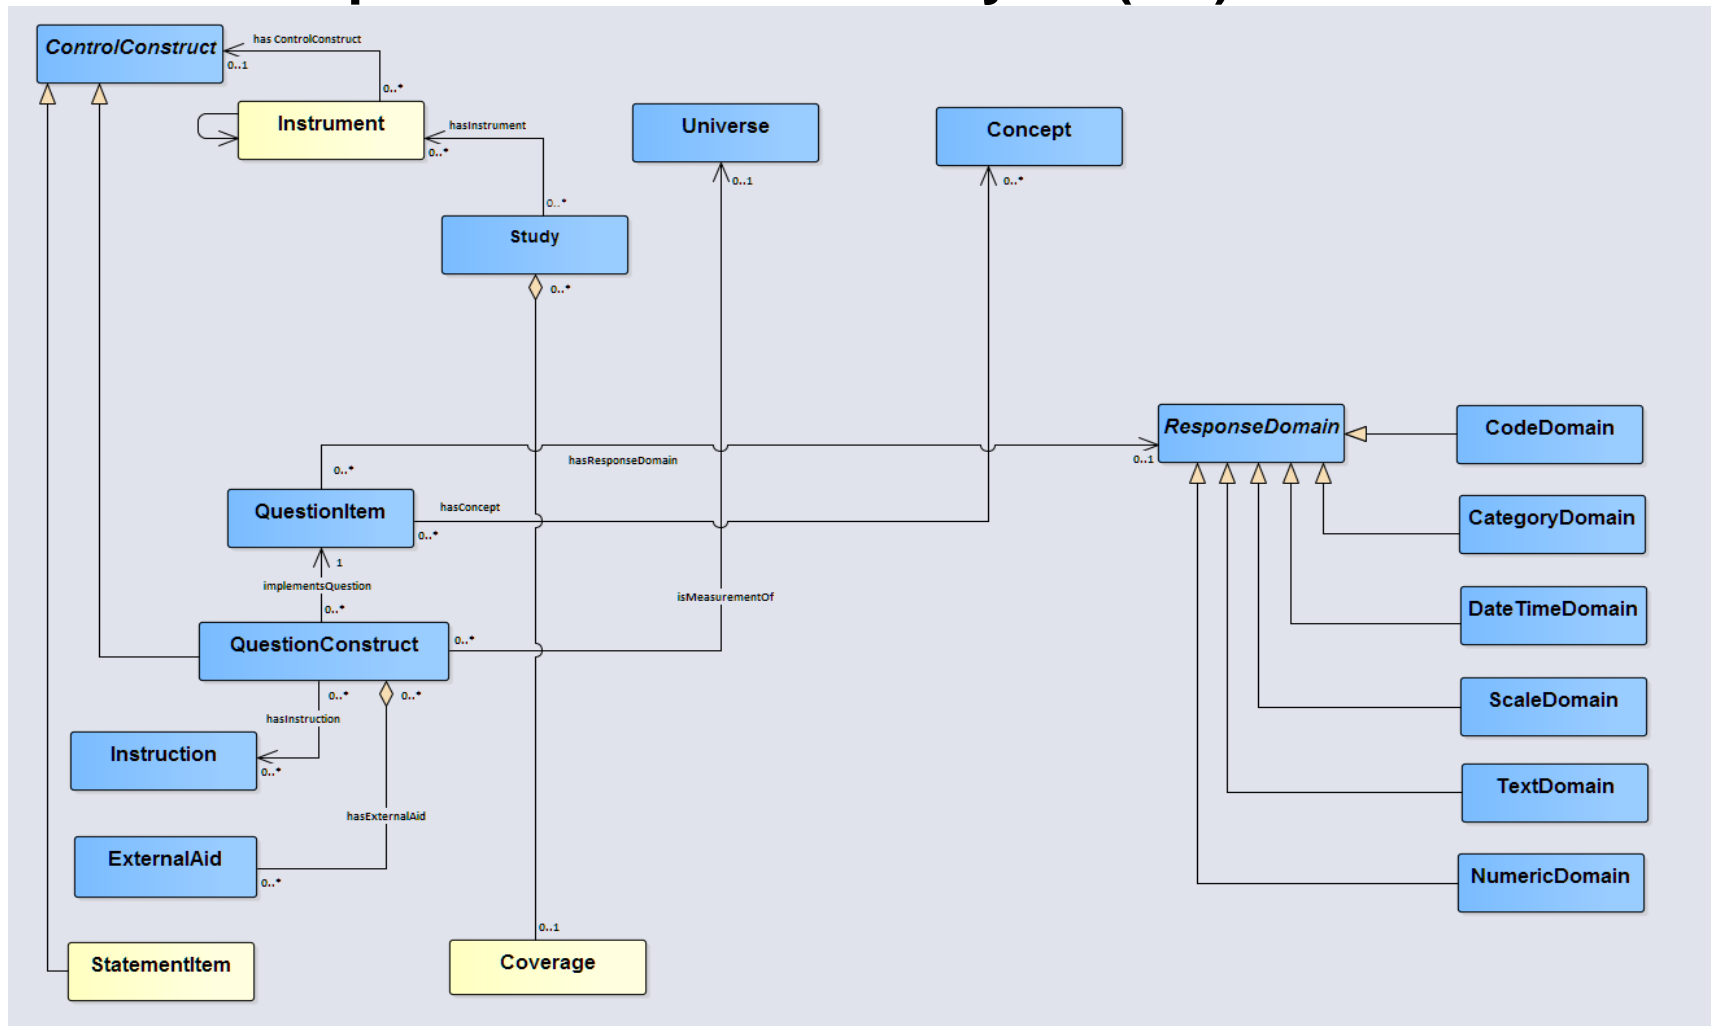 ControlConstruct
has ControlConstruct
0..1
0..*
Instrument
hasInstrument
0..*
0..*
Study
0..*
Universe
0..1
Concept
0..*
ResponseDomain
0..1
CodeDomain
CategoryDomain
DateTimeDomain
ScaleDomain
TextDomain
NumericDomain
0..*
hasResponseDomain
QuestionItem
hasConcept
0..*
1
implementsQuestion
0..*
isMeasurementOf
QuestionConstruct
0..*
0..*
0..*
hasInstruction
Instruction
0..*
hasExternalAid
ExternalAid
0..*
0..1
StatementItem
Coverage